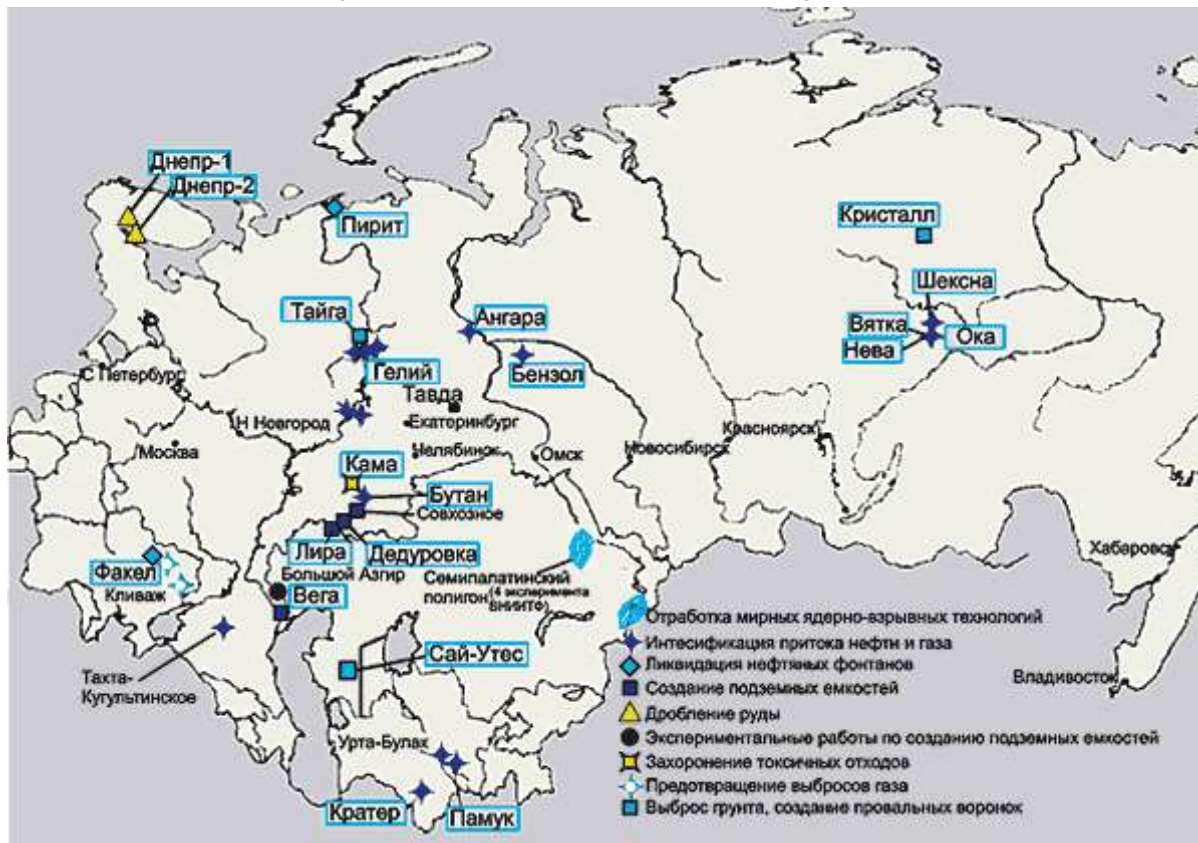 Днепр-1
Днепр-2
Пирит
Кристалл
Шексна
Тайга
Ангара
Вятка
Ока
Нева
С Петербург
Гелий
Бензол
Тавда
Н Новгород
Екатеринбург
Москва
Челябинск
Омск
Новосибирск
Красноярск
Кама
Бутан
Совхозное
Лира
Дедуровка
Хабаровск
Факел
Большой Азгир
Кливаж
Вега
Семипалатинский
полигон (4 эксперимента
ВНИИТФ)
Отработка мирных ядерно-взрывных технологий
Интесификация притока нефти и газа
Сай-Утес
Ликвидация нефтяных фонтанов
Тахта-
Кугультинское
Создание подземных емкостей
Владивосток
Дробление руды
Урта-Булак
Экспериментальные работы по созданию подземных емкостей
Захоронение токсичных отходов
Предотвращение выбросов газа
Кратер
Памук
Выброс грунта, создание провальных воронок